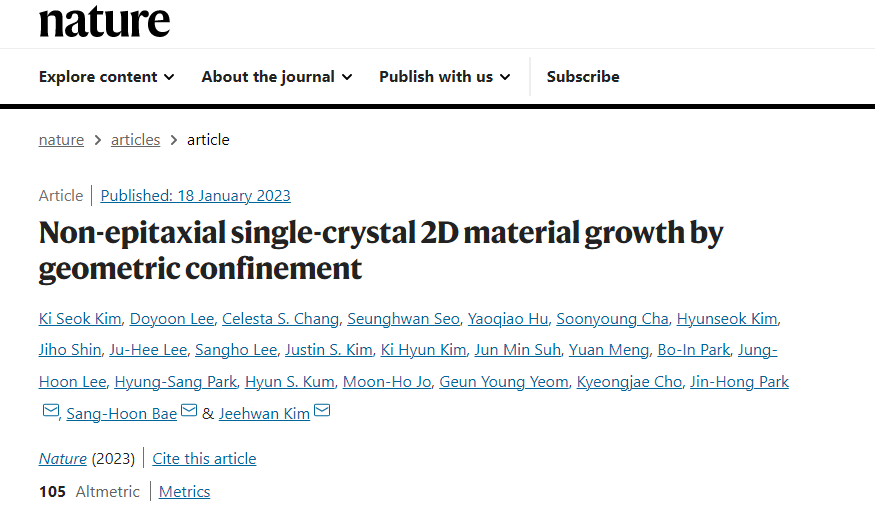 nature
Explore content About the journal Publish with us Subscribe
nature > articles > article
Article | Published: 18 January 2023
Non-epitaxial single-crystal 2D material growth by
geometric confinement
Ki Seok Kim, Doyoon Lee, Celesta S. Chang, Seunghwan Seo, Yaoqiao Hu, Soonyoung Cha, Hyunseok Kim,
Jiho Shin, Ju-Hee Lee, Sangho Lee, Justin S. Kim, Ki Hyun Kim, Jun Min Suh, Yuan Meng, Bo-In Park, Jung-
Hoon Lee, Hyung-Sang Park, Hyun S. Kum, Moon-Ho Jo, Geun Young Yeom, Kyeongjae Cho, Jin-Hong Park
, Sang-Hoon Bae & Jeehwan Kim
Nature (2023) | Cite this article
105 Altmetric | Metrics